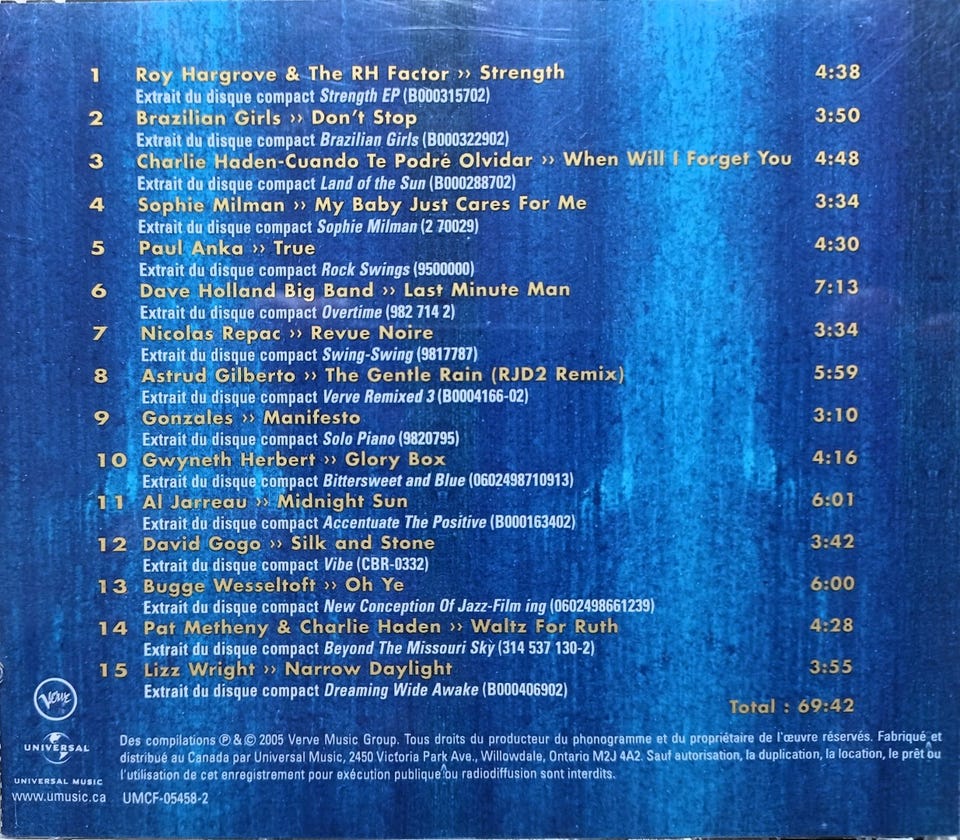 1 Roy Hargrove & The RH Factor ›› Strength 4:38
Extrait du disque compact Strength EP (B000315702)
2 Brazilian Girls ›› Don't Stop 3:50
Extrait du disque compact Brazilian Girls (B000322902)
3 Charlie Haden-Cuando Te Podré Olvidar ›› When Will I Forget You 4:48
Extrait du disque compact Land of the Sun (B000288702)
4 Sophie Milman ›› My Baby Just Cares For Me 3:34
Extrait du disque compact Sophie Milman (2 70029)
5 Paul Anka ›› True 4:30
Extrait du disque compact Rock Swings (9500000)
6 Dave Holland Big Band ›› Last Minute Man 7:13
Extrait du disque compact Overtime (982 714 2)
7 Nicolas Repac ›› Revue Noire 3:34
Extrait du disque compact Swing-Swing (9817787)
8 Astrud Gilberto ›› The Gentle Rain (RJD2 Remix) 5:59
Extrait du disque compact Verve Remixed 3 (B0004166-02)
9 Gonzales ›› Manifesto 3:10
Extrait du disque compact Solo Piano (9820795)
10 Gwyneth Herbert ›› Glory Box 4:16
Extrait du disque compact Bittersweet and Blue (0602498710913)
11 Al Jarreau ›› Midnight Sun 6:01
Extrait du disque compact Accentuate The Positive (B000163402)
12 David Gogo ›› Silk and Stone 3:42
Extrait du disque compact Vibe (CBR-0332)
13 Bugge Wesseltoft ›› Oh Ye 6:00
Extrait du disque compact New Conception Of Jazz-Film ing (0602498661239)
14 Pat Metheny & Charlie Haden ›› Waltz For Ruth 4:28
Extrait du disque compact Beyond The Missouri Sky (314 537 130-2)
15 Lizz Wright ›› Narrow Daylight 3:55
Extrait du disque compact Dreaming Wide Awake (B000406902)
Total : 69:42
Verve
UNIVERSAL
UNIVERSAL MUSIC
www.umusic.ca UMCF-05458-2
Des compilations ℗ & © 2005 Verve Music Group. Tous droits du producteur du phonogramme et du propriétaire de l'œuvre réservés. Fabriqué et
distribué au Canada par Universal Music, 2450 Victoria Park Ave., Willowdale, Ontario M2J 4A2. Sauf autorisation, la duplication, la location, le prêt ou
l'utilisation de cet enregistrement pour exécution publique ou radiodiffusion sont interdits.